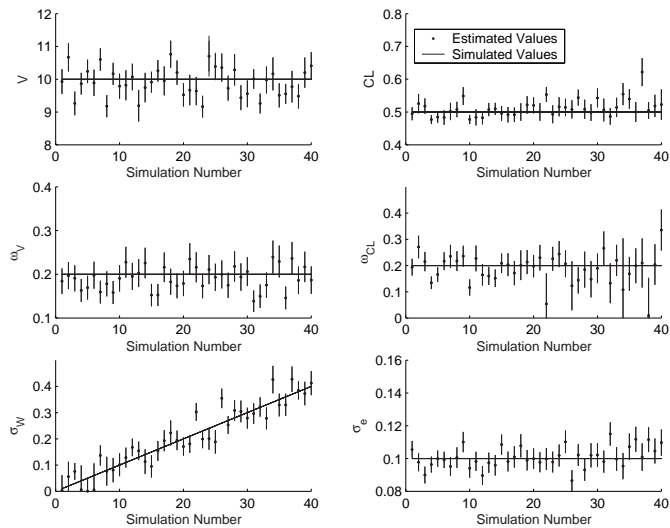 12
11
10
9
8
V
0 10 20 30 40
Simulation Number
0.8
0.7
0.6
0.5
0.4
CL
Estimated Values
Simulated Values
0 10 20 30 40
Simulation Number
0.4
0.3
0.2
0.1
ω_V
0 10 20 30 40
Simulation Number
0.4
0.3
0.2
0.1
0
ω_CL
0 10 20 30 40
Simulation Number
0.4
0.3
0.2
0.1
0
σ_W
0 10 20 30 40
Simulation Number
0.16
0.14
0.12
0.1
0.08
σ_e
0 10 20 30 40
Simulation Number